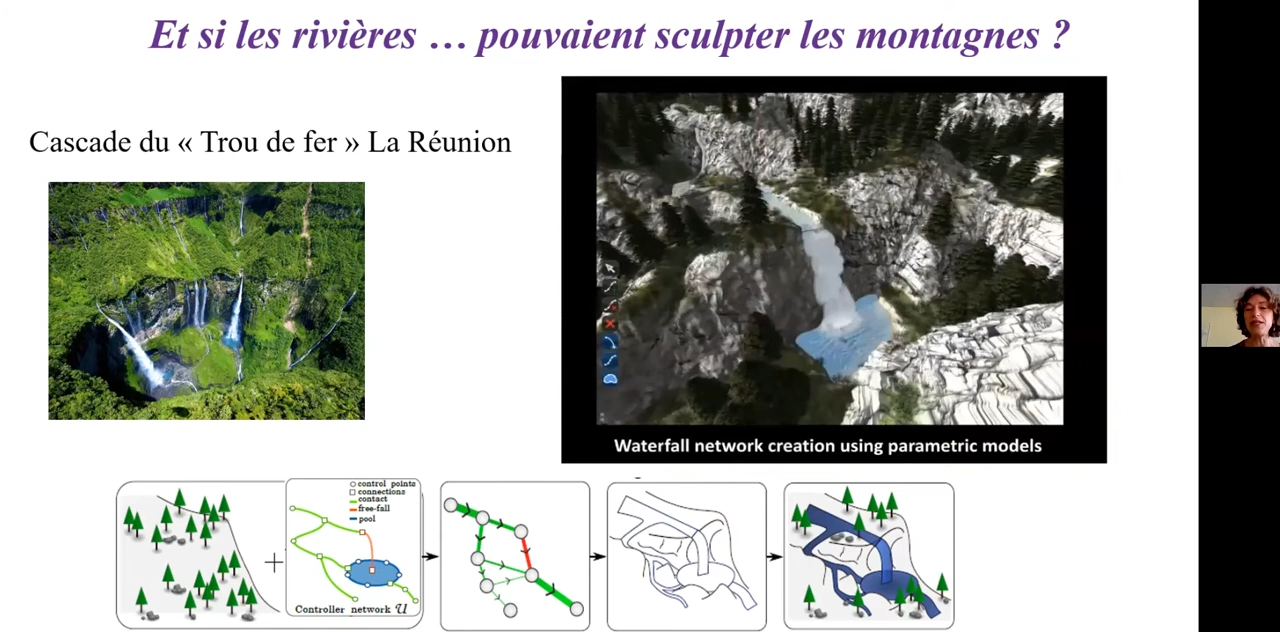 Et si les rivières … pouvaient sculpter les montagnes ?
Cascade du « Trou de fer » La Réunion
Waterfall network creation using parametric models
control points
connections
contact
free-fall
pool
+
Controller network U